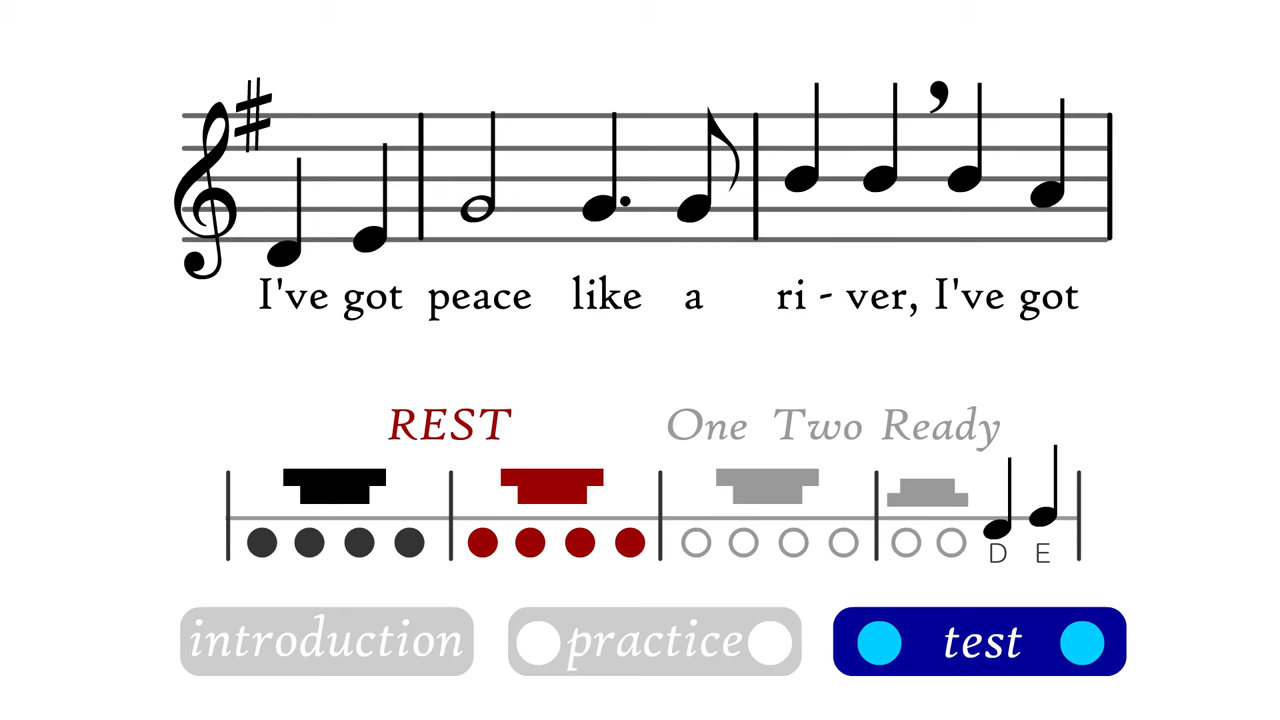 I've got peace like a ri - ver, I've got
REST One Two Ready
D E
introduction practice test